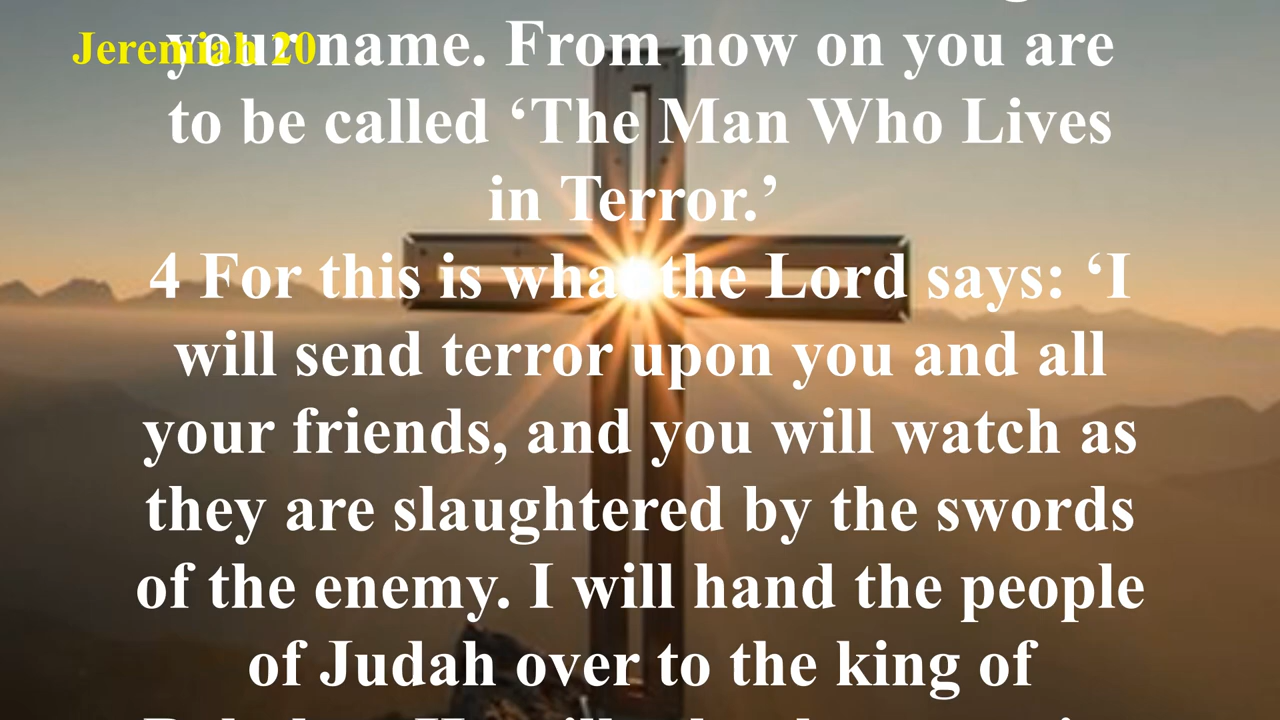 Jeremiah 20
your name. From now on you are
to be called ‘The Man Who Lives
in Terror.’
4 For this is what the Lord says: ‘I
will send terror upon you and all
your friends, and you will watch as
they are slaughtered by the swords
of the enemy. I will hand the people
of Judah over to the king of